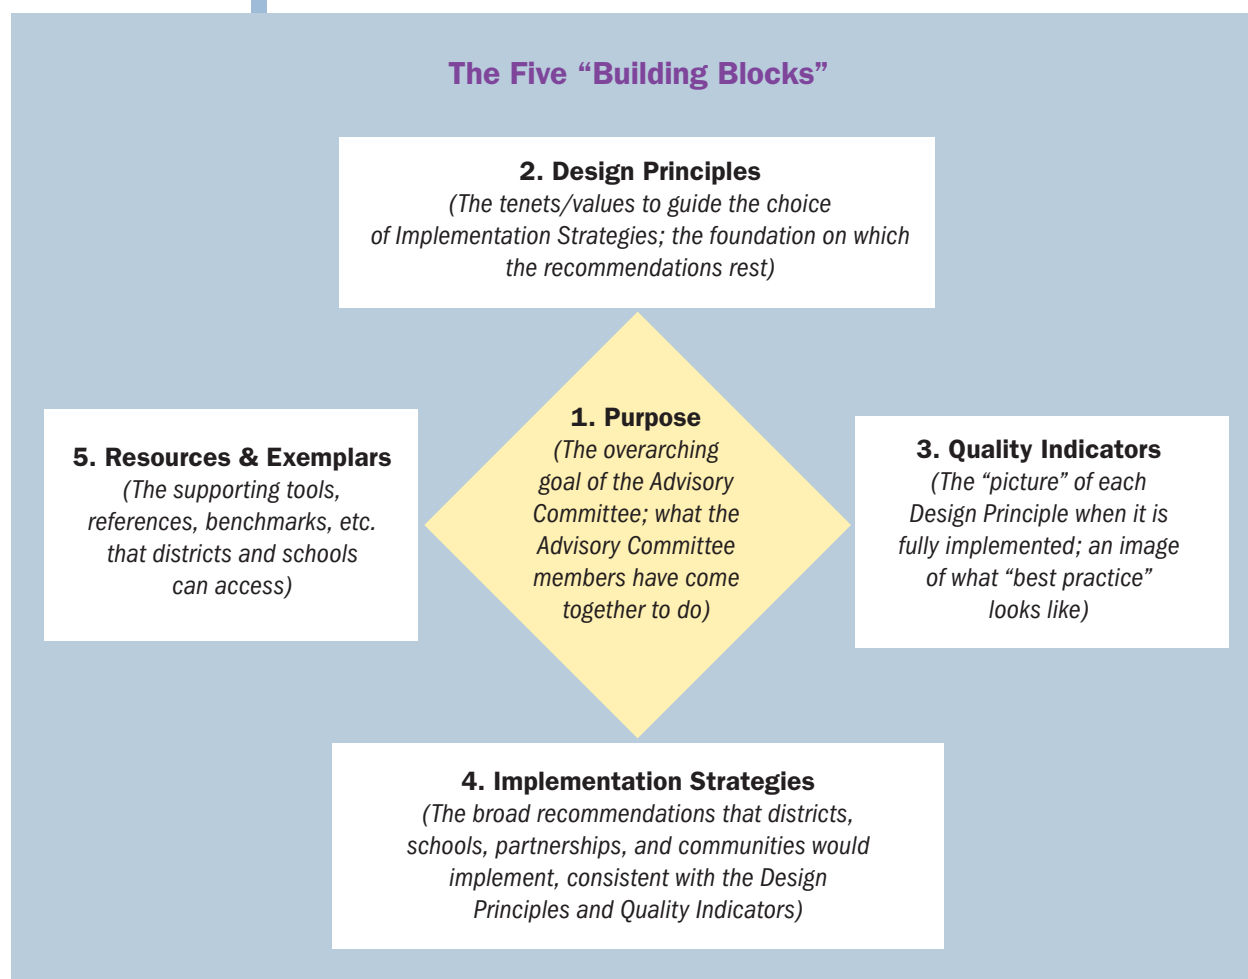 The Five “Building Blocks”
2. Design Principles
(The tenets/values to guide the choice
of Implementation Strategies; the foundation on which
the recommendations rest)
1. Purpose
(The overarching
goal of the Advisory
Committee; what the
Advisory Committee
members have come
together to do)
3. Quality Indicators
(The “picture” of each
Design Principle when it is
fully implemented; an image
of what “best practice”
looks like)
4. Implementation Strategies
(The broad recommendations that districts,
schools, partnerships, and communities would
implement, consistent with the Design
Principles and Quality Indicators)
5. Resources & Exemplars
(The supporting tools,
references, benchmarks, etc.
that districts and schools
can access)